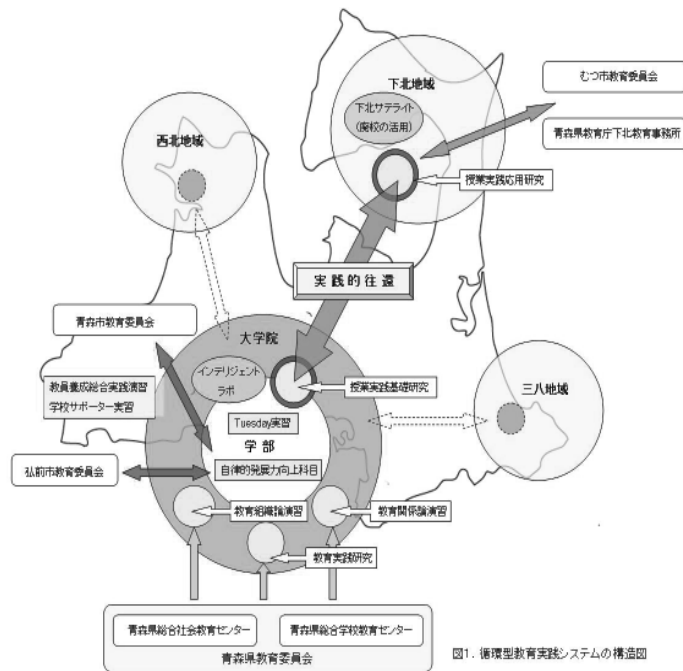 下北地域
むつ市教育委員会
下北サテライト
(廃校の活用)
青森県教育庁下北教育事務所
西北地域
授業実践応用研究
実践的往還
青森市教育委員会
大学院
インテリジェント
ラボ
教員養成総合実践演習
学校サポーター実習
授業実践基礎研究
三八地域
Tuesday実習
学部
弘前市教育委員会
自律的発展力向上科目
教育組織論演習
教育関係論演習
教育実践研究
青森県総合社会教育センター
青森県総合学校教育センター
青森県教育委員会
図1. 循環型教育実践システムの構造図